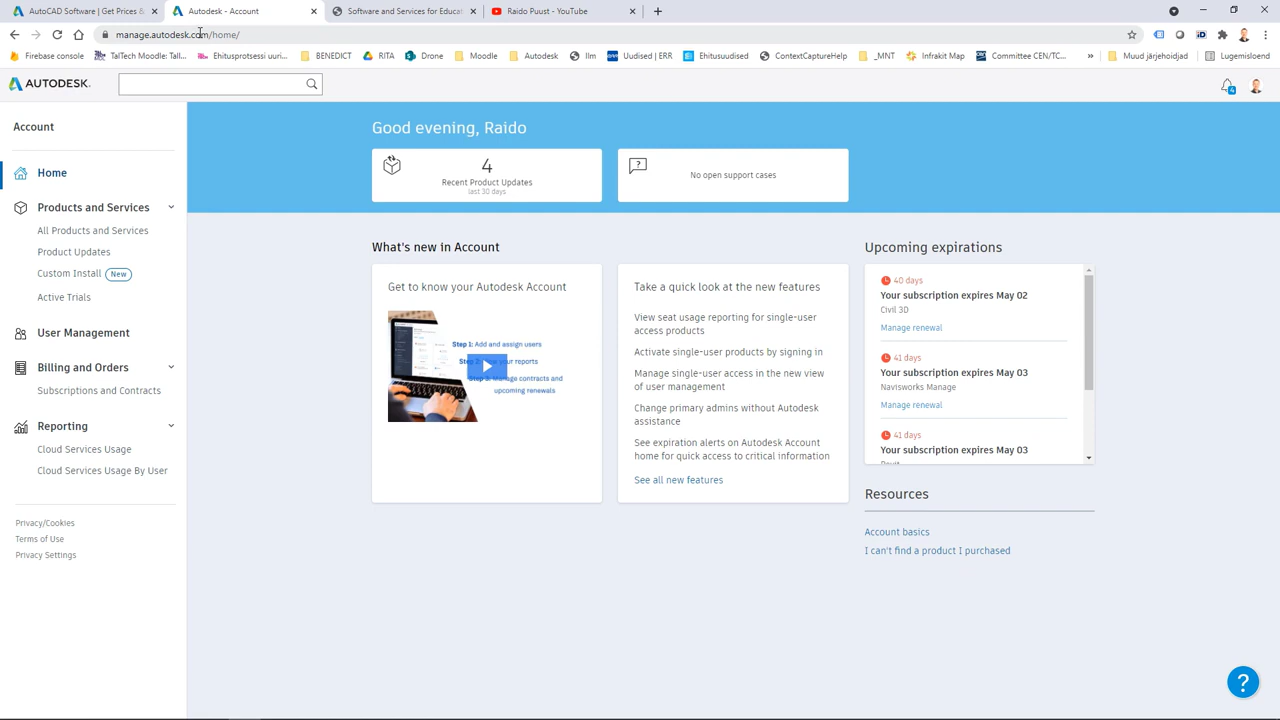 AutoCAD Software | Get Prices &
Autodesk - Account
Software and Services for Educat
Raido Puust - YouTube
manage.autodesk.com/home/
Firebase console
TalTech Moodle: Tall...
Ehitusprotsessi uuri...
BENEDICT
RITA
Drone
Moodle
Autodesk
Ilm
Uudised | ERR
Ehitusuudised
ContextCaptureHelp
_MNT
Infrakit Map
Committee CEN/TC...
»
Muud järjehoidjad
Lugemisloend
AUTODESK.
4
Account
Home
Products and Services
All Products and Services
Product Updates
Custom Install New
Active Trials
User Management
Billing and Orders
Subscriptions and Contracts
Reporting
Cloud Services Usage
Cloud Services Usage By User
Privacy/Cookies
Terms of Use
Privacy Settings
Good evening, Raido
4
Recent Product Updates
last 30 days
No open support cases
What's new in Account
Get to know your Autodesk Account
Step 1: Add and assign users
Step 3: Manage contracts and
upcoming renewals
Take a quick look at the new features
View seat usage reporting for single-user
access products
Activate single-user products by signing in
Manage single-user access in the new view
of user management
Change primary admins without Autodesk
assistance
See expiration alerts on Autodesk Account
home for quick access to critical information
See all new features
Upcoming expirations
40 days
Your subscription expires May 02
Civil 3D
Manage renewal
41 days
Your subscription expires May 03
Navisworks Manage
Manage renewal
41 days
Your subscription expires May 03
Revit
Resources
Account basics
I can't find a product I purchased
?